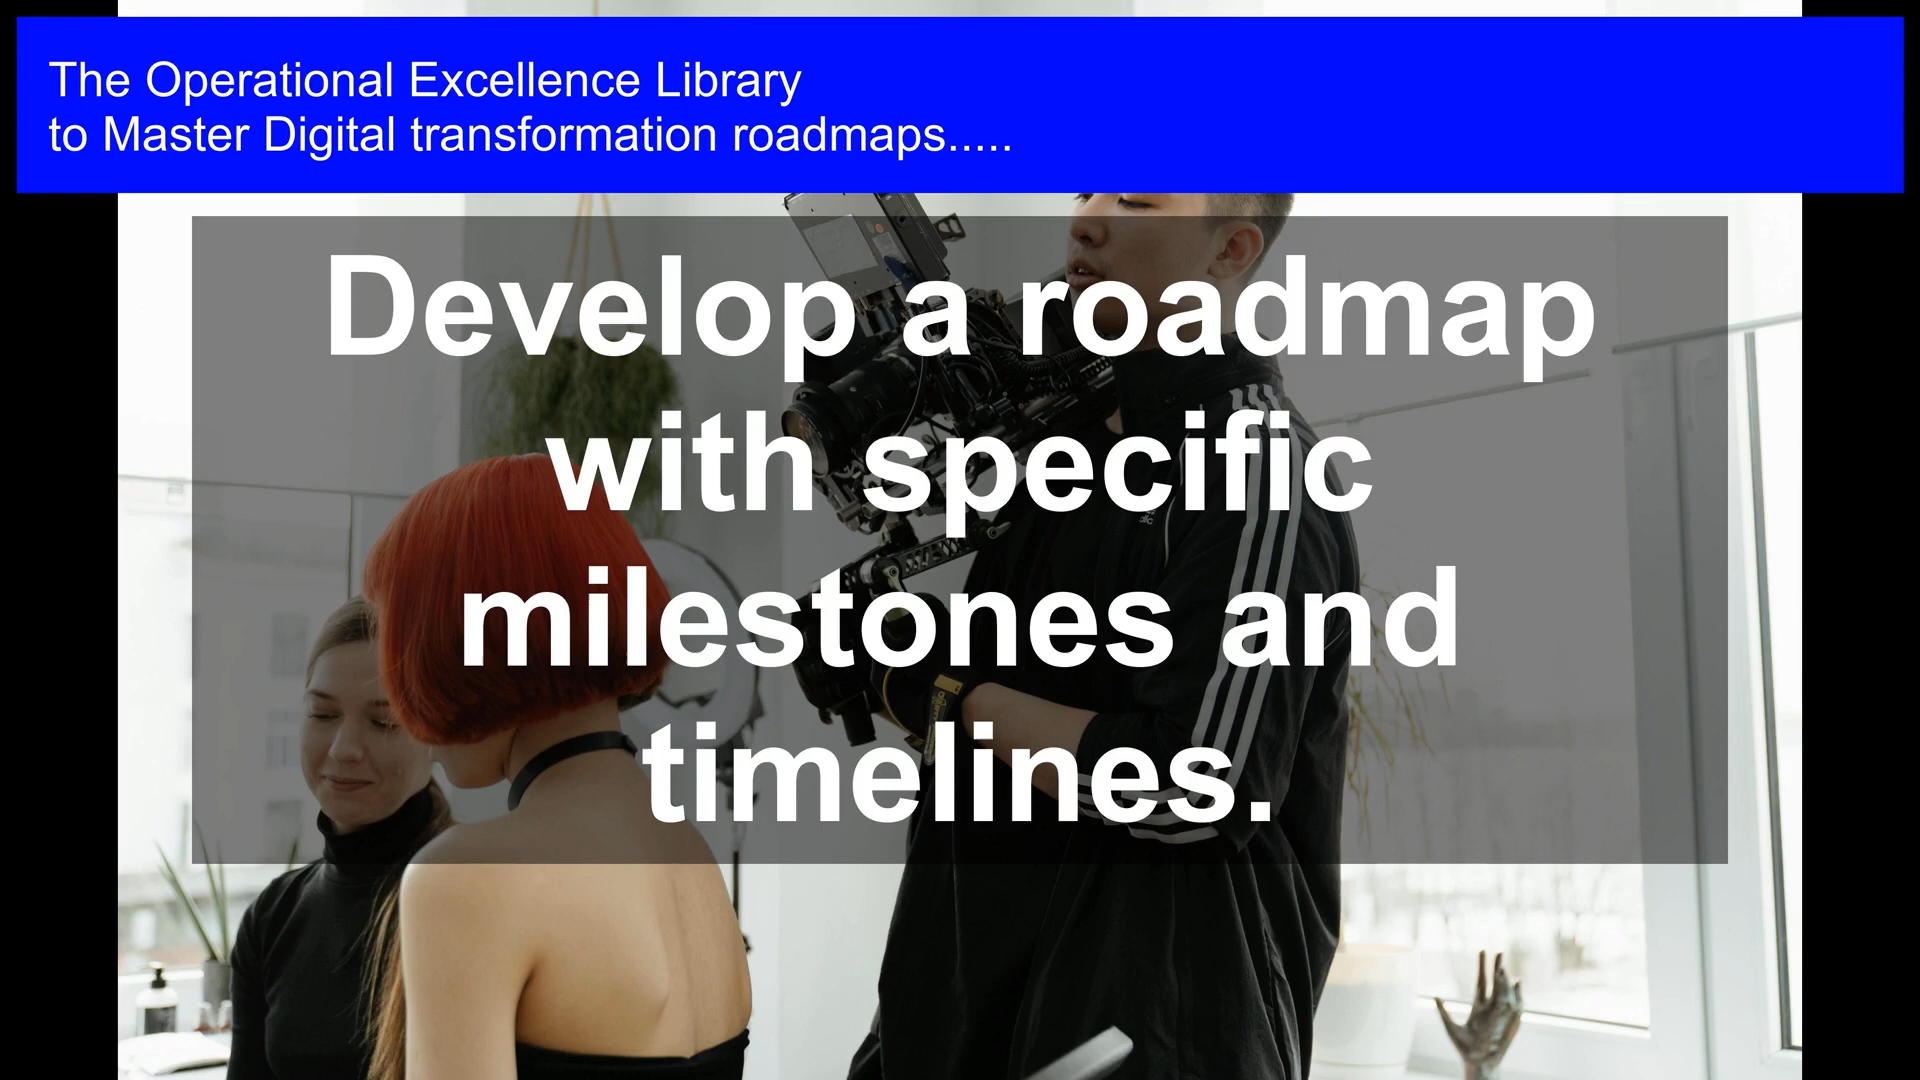 The Operational Excellence Library
to Master Digital transformation roadmaps.....
Develop a roadmap
with specific
milestones and
timelines.